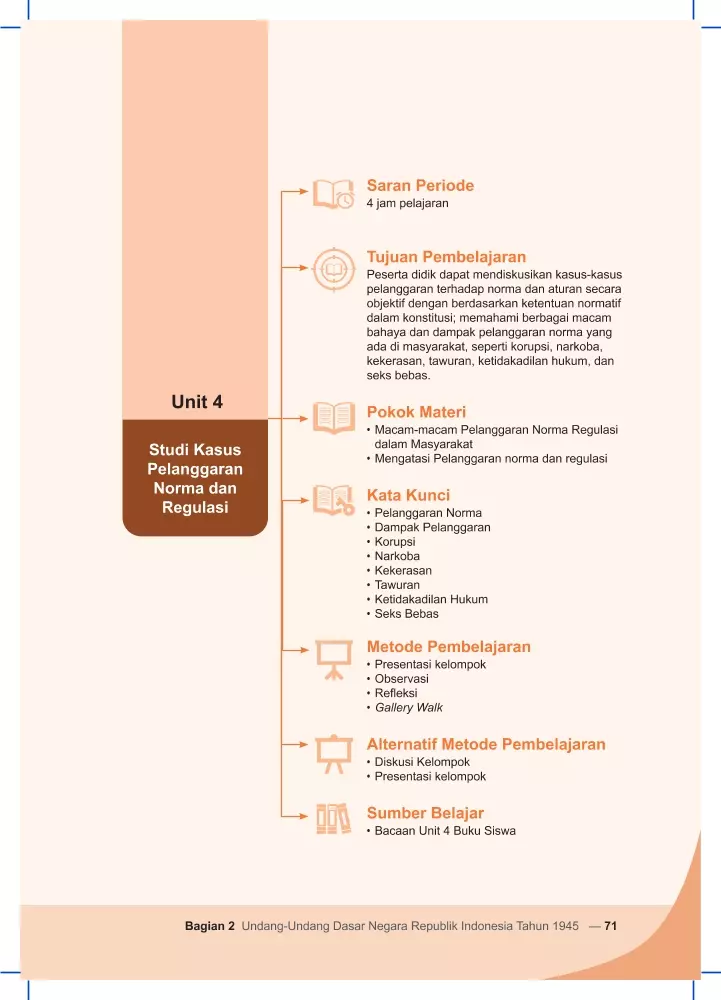 Saran Periode
4 jam pelajaran
Tujuan Pembelajaran
Peserta didik dapat mendiskusikan kasus-kasus
pelanggaran terhadap norma dan aturan secara
objektif dengan berdasarkan ketentuan normatif
dalam konstitusi; memahami berbagai macam
bahaya dan dampak pelanggaran norma yang
ada di masyarakat, seperti korupsi, narkoba,
kekerasan, tawuran, ketidakadilan hukum, dan
seks bebas.
Unit 4
Studi Kasus
Pelanggaran
Norma dan
Regulasi
Pokok Materi
• Macam-macam Pelanggaran Norma Regulasi
dalam Masyarakat
• Mengatasi Pelanggaran norma dan regulasi
Kata Kunci
• Pelanggaran Norma
• Dampak Pelanggaran
• Korupsi
• Narkoba
• Kekerasan
• Tawuran
• Ketidakadilan Hukum
• Seks Bebas
Metode Pembelajaran
• Presentasi kelompok
• Observasi
• Refleksi
• Gallery Walk
Alternatif Metode Pembelajaran
• Diskusi Kelompok
• Presentasi kelompok
Sumber Belajar
• Bacaan Unit 4 Buku Siswa
Bagian 2 Undang-Undang Dasar Negara Republik Indonesia Tahun 1945 — 71